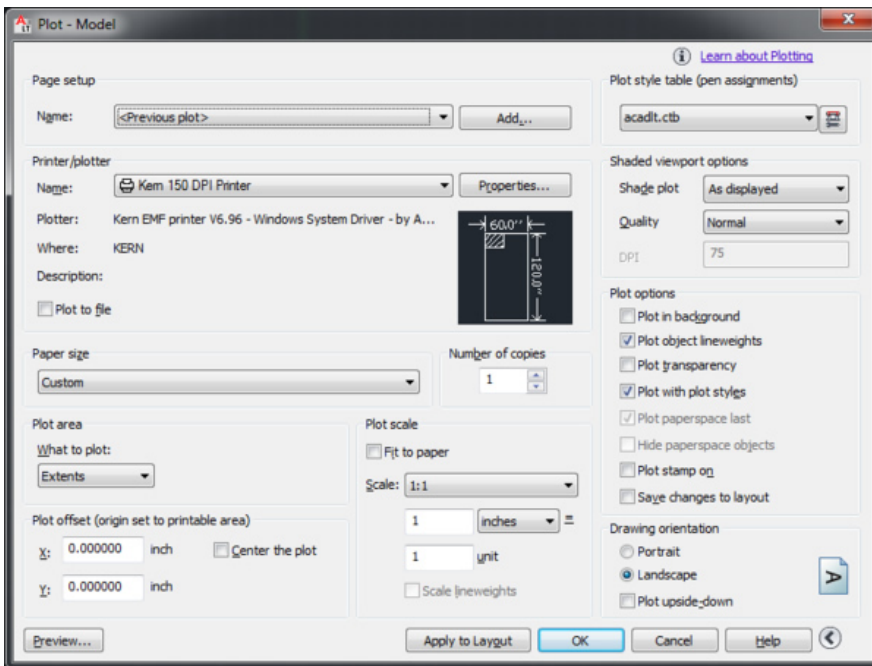 Plot - Model
Learn about Plotting
Page setup
Name: <Previous plot> Add...
Printer/plotter
Name: Kern 150 DPI Printer Properties...
Plotter: Kern EMF printer V6.96 - Windows System Driver - by A...
Where: KERN
Description:
Plot to file
60.0''
120.0''
Paper size
Custom
Number of copies
1
Plot area
What to plot:
Extents
Plot offset (origin set to printable area)
X: 0.000000 inch Center the plot
Y: 0.000000 inch
Plot scale
Fit to paper
Scale: 1:1
1 inches =
1 unit
Scale lineweights
Plot style table (pen assignments)
acadlt.ctb
Shaded viewport options
Shade plot As displayed
Quality Normal
DPI 75
Plot options
Plot in background
Plot object lineweights
Plot transparency
Plot with plot styles
Plot paperspace last
Hide paperspace objects
Plot stamp on
Save changes to layout
Drawing orientation
Portrait
Landscape
Plot upside-down
A
Preview... Apply to Layout OK Cancel Help